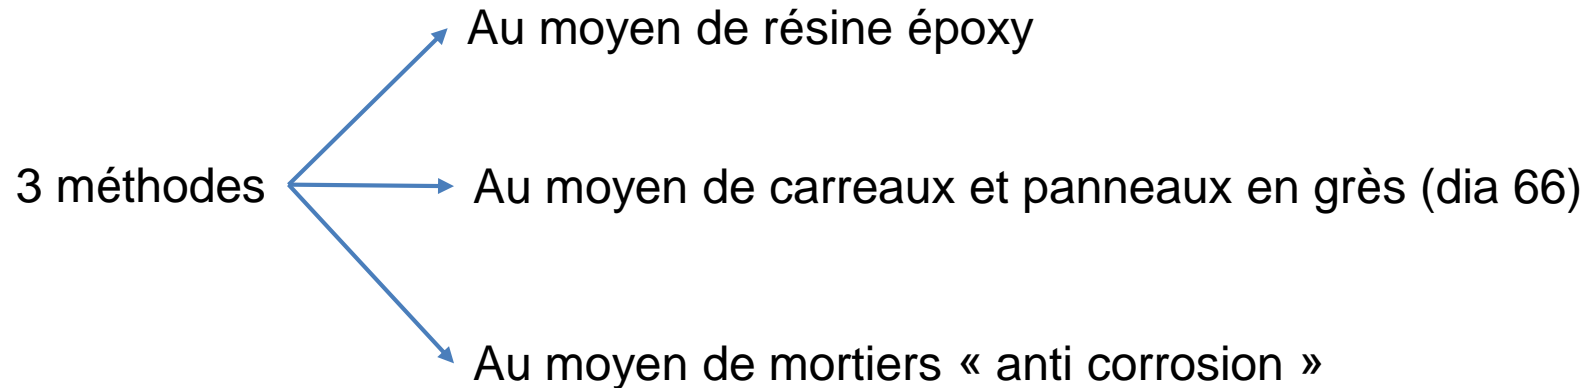 Au moyen de résine époxy
3 méthodes
Au moyen de carreaux et panneaux en grès (dia 66)
Au moyen de mortiers « anti corrosion »